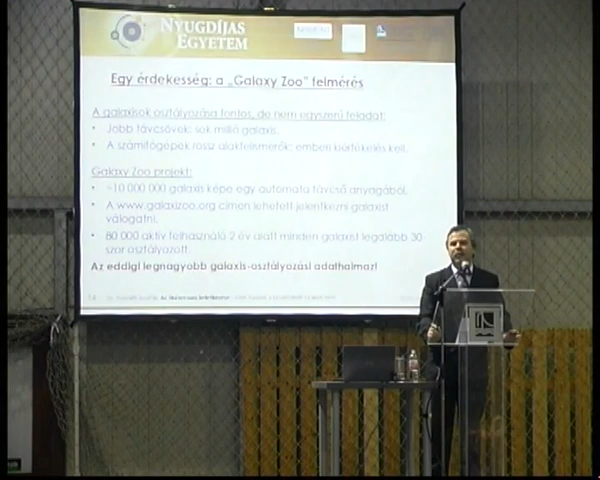 NYUGDÍJAS
EGYETEM
Egy érdekesség: a „Galaxy Zoo" felmérés
A galaxisok osztályozása fontos, de nem egyszerű feladat:
• Jobb távcsövek: sok millió galaxis.
• A számítógépek rossz alakfelismerők: emberi kiértékelés kell.
Galaxy Zoo projekt:
• ~10 000 000 galaxis képe egy automata távcső anyagából.
• A www.galaxizoo.org címen lehetett jelentkezni galaxist
válogatni.
• 80 000 aktív felhasználó 2 év alatt minden galaxist legalább 30-
szor osztályozott.
Az eddigi legnagyobb galaxis-osztályozási adathalmaz!